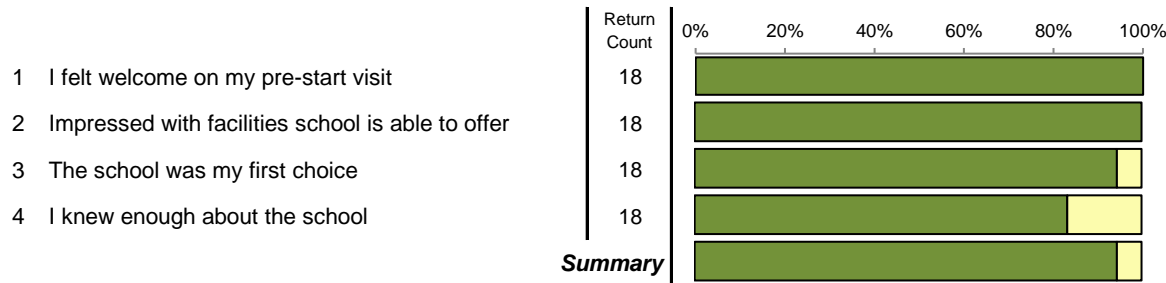 Return
Count
0% 20% 40% 60% 80% 100%
1 I felt welcome on my pre-start visit 18
2 Impressed with facilities school is able to offer 18
3 The school was my first choice 18
4 I knew enough about the school 18
Summary